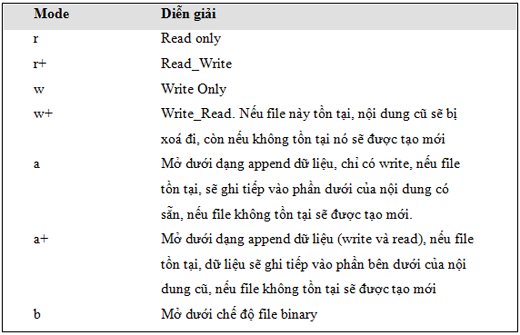 Mode Diễn giải
r Read only
r+ Read_Write
w Write Only
w+ Write_Read. Nếu file này tồn tại, nội dung cũ sẽ bị
xoá đi, còn nếu không tồn tại nó sẽ được tạo mới
a Mở dưới dạng append dữ liệu, chỉ có write, nếu file
tồn tại, sẽ ghi tiếp vào phần dưới của nội dung có
sẵn, nếu file không tồn tại sẽ được tạo mới.
a+ Mở dưới dạng append dữ liệu (write và read), nếu file
tồn tại, dữ liệu sẽ ghi tiếp vào phần bên dưới của nội
dung cũ, nếu file không tồn tại sẽ được tạo mới
b Mở dưới chế độ file binary